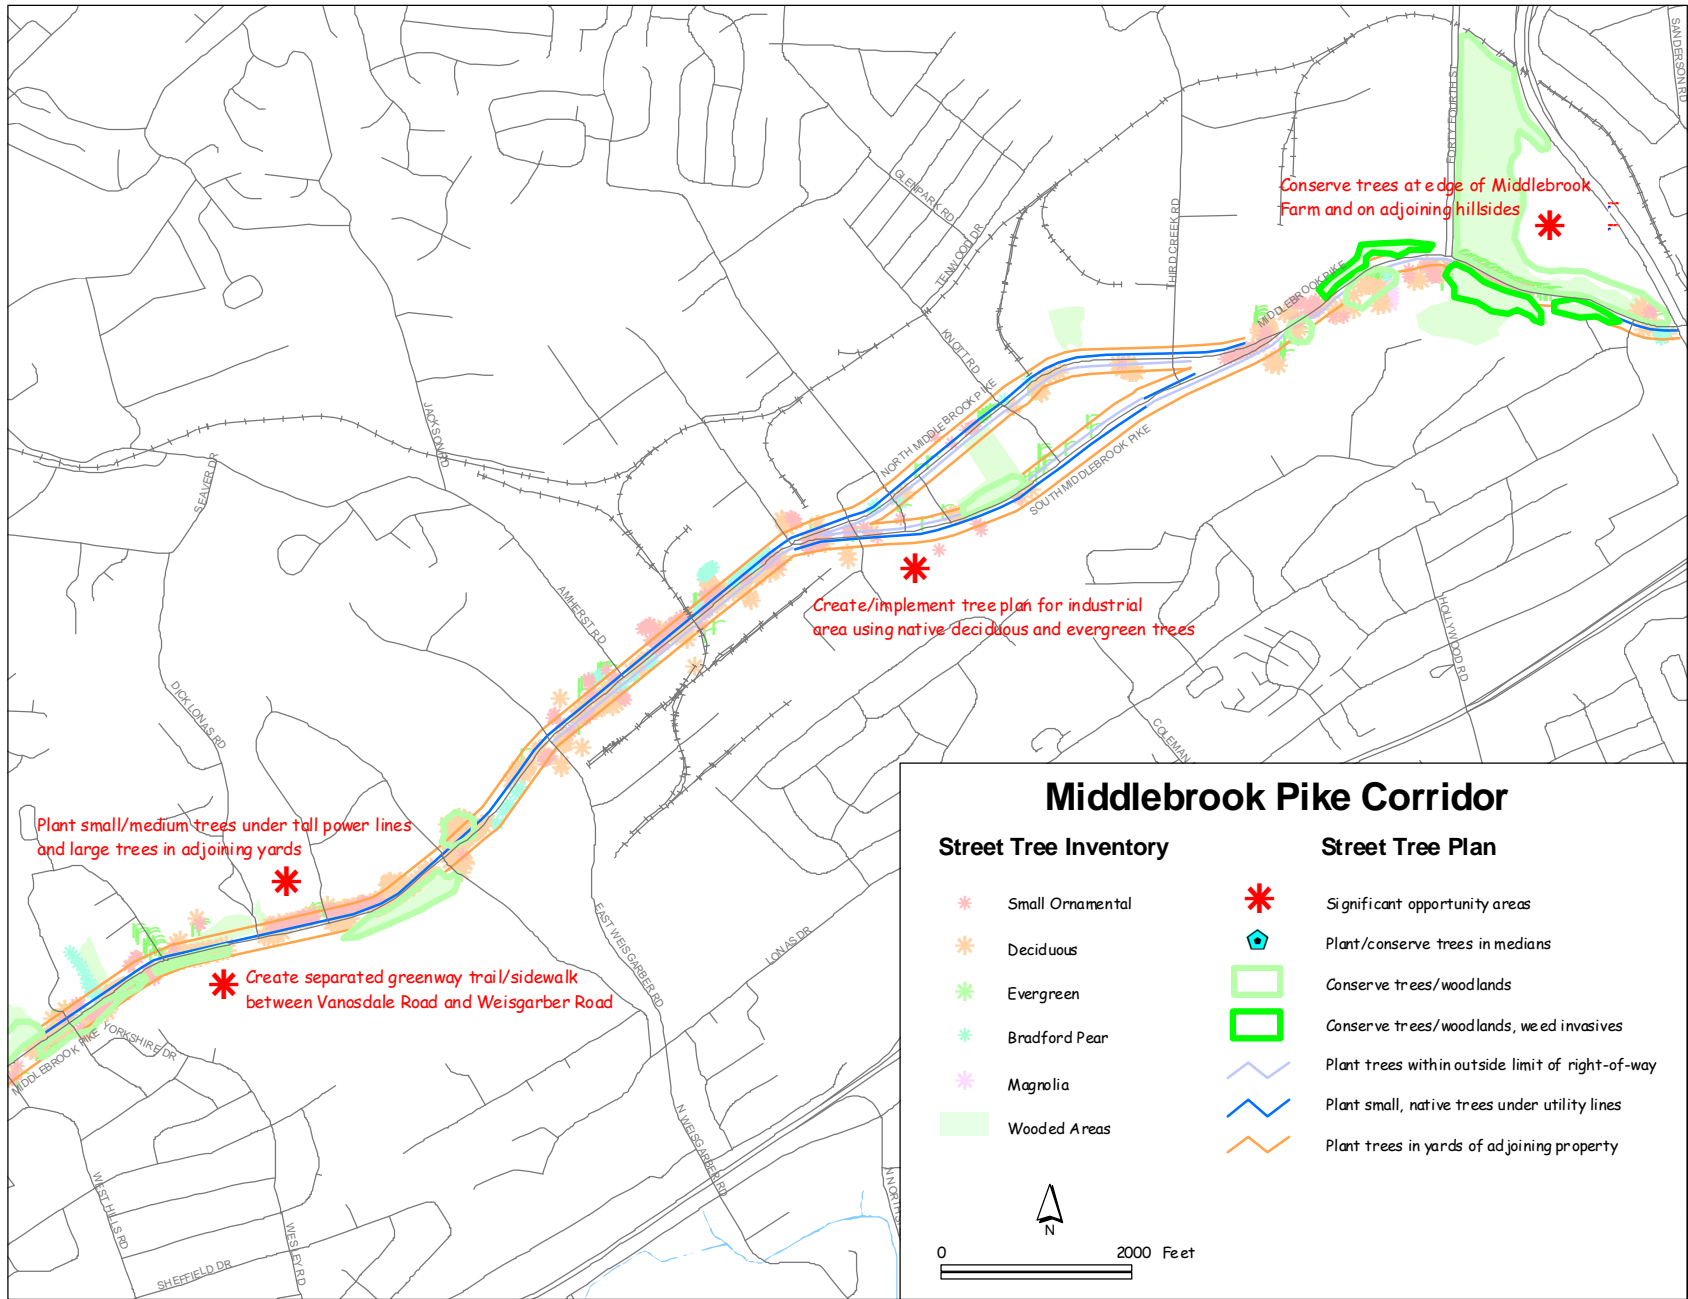 SANDERSON RD
FORTY FOURTH ST
GLENPARK RD
Conserve trees at edge of Middlebrook
Farm and on adjoining hillsides
THIRD CREEK RD
TENWOOD DR
MIDDLEBROOK PIKE
KNOTT RD
NORTH MIDDLEBROOK PIKE
JACKSON RD
SEAVER DR
SOUTH MIDDLEBROOK PIKE
AMHERST RD
Create/implement tree plan for industrial
area using native deciduous and evergreen trees
HOLLYWOOD RD
DICK LONAS RD
COLEMAN
Plant small/medium trees under tall power lines
and large trees in adjoining yards
EAST WEISGARBER RD
LONAS DR
Create separated greenway trail/sidewalk
between Vanosdale Road and Weisgarber Road
YORKSHIRE DR
MIDDLEBROOK PIKE
N WEISGARBER RD
WEST HILLS RD
WESLEY RD
SHEFFIELD DR
Middlebrook Pike Corridor
Street Tree Inventory
Small Ornamental
Deciduous
Evergreen
Bradford Pear
Magnolia
Wooded Areas
Street Tree Plan
Significant opportunity areas
Plant/conserve trees in medians
Conserve trees/woodlands
Conserve trees/woodlands, weed invasives
Plant trees within outside limit of right-of-way
Plant small, native trees under utility lines
Plant trees in yards of adjoining property
N
0 2000 Feet